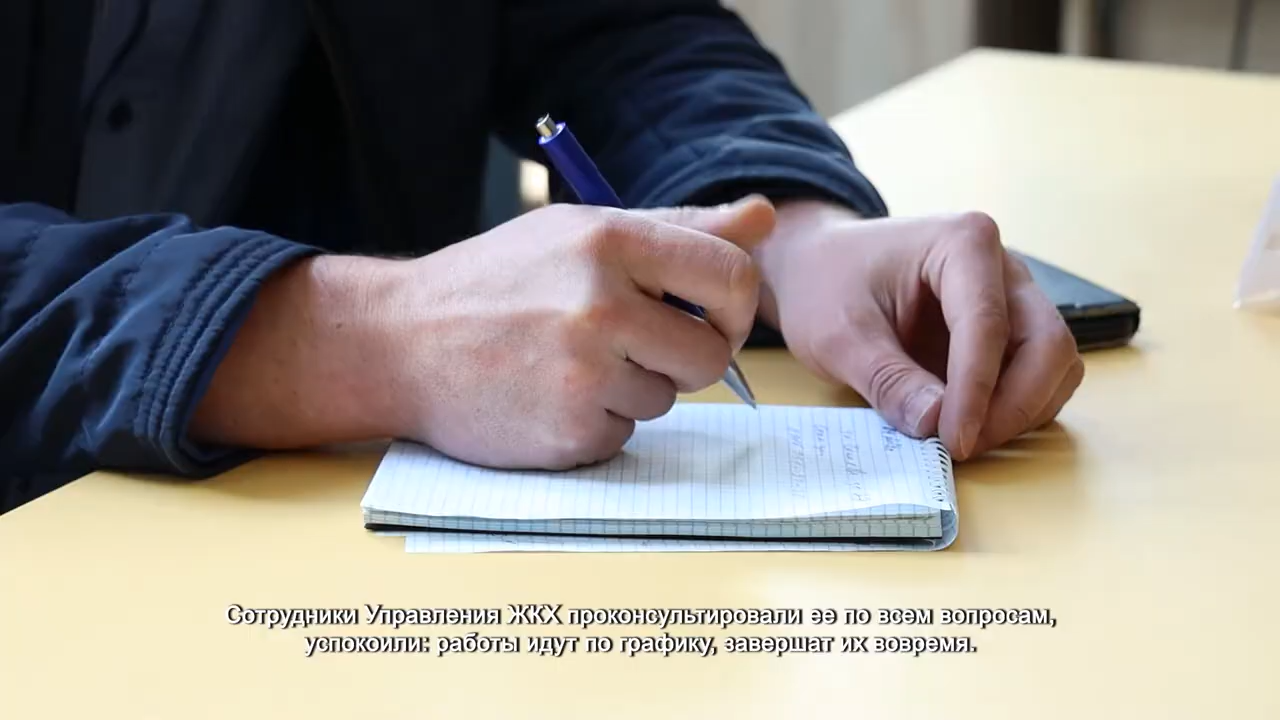 Сотрудники Управления ЖКХ проконсультировали ее по всем вопросам,
успокоили: работы идут по графику, завершат их вовремя.